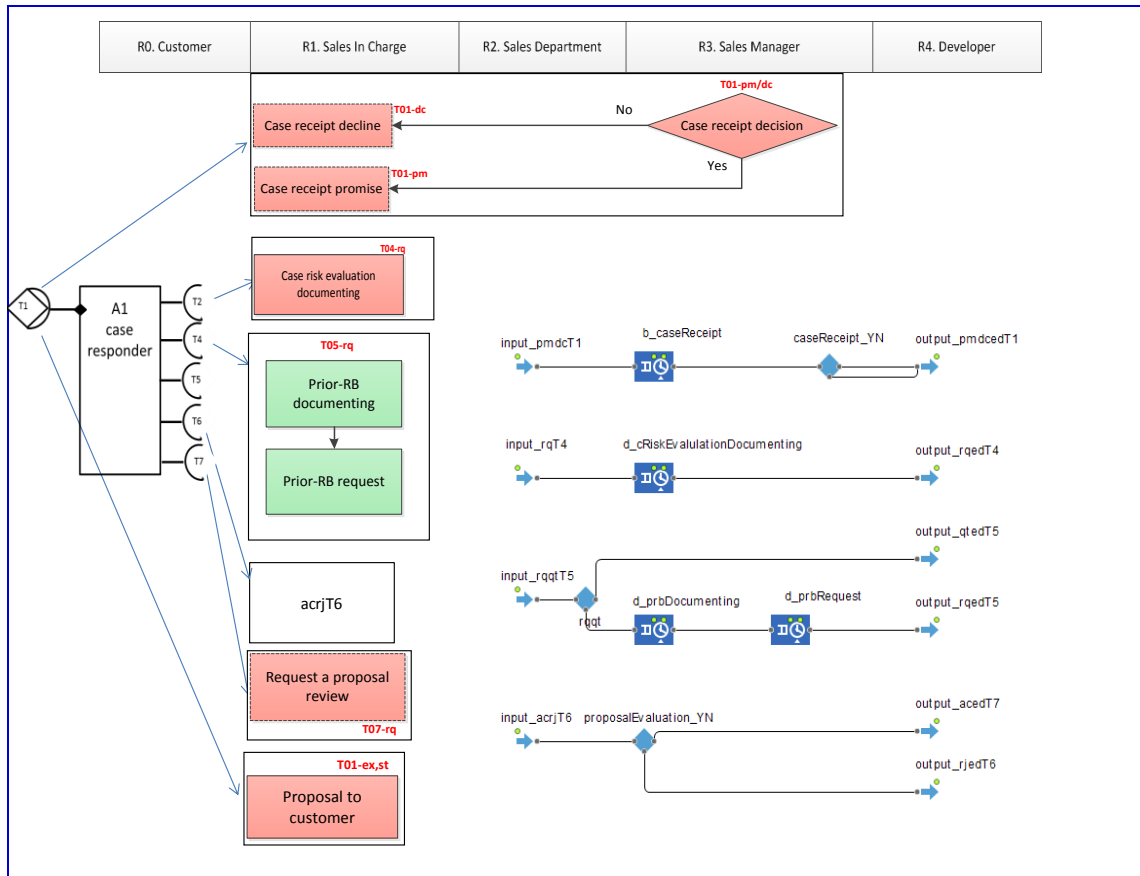 R0. Customer
R1. Sales In Charge
R2. Sales Department
R3. Sales Manager
R4. Developer
T01-pm/dc
T01-dc
No
Case receipt decline
Case receipt decision
Yes
T01-pm
Case receipt promise
T04-rq
Case risk evaluation
documenting
T1
A1
case
responder
T2
T4
T5
T6
T7
T05-rq
Prior-RB
documenting
Prior-RB request
acrjT6
Request a proposal
review
T07-rq
T01-ex,st
Proposal to
customer
input_pmdcT1
b_caseReceipt
caseReceipt_YN
output_pmdcedT1
input_rqT4
d_cRiskEvalulationDocumenting
output_rqedT4
output_qtedT5
input_rqqtT5
rqqt
d_prbDocumenting
d_prbRequest
output_rqedT5
input_acrjT6
proposalEvaluation_YN
output_acedT7
output_rjedT6